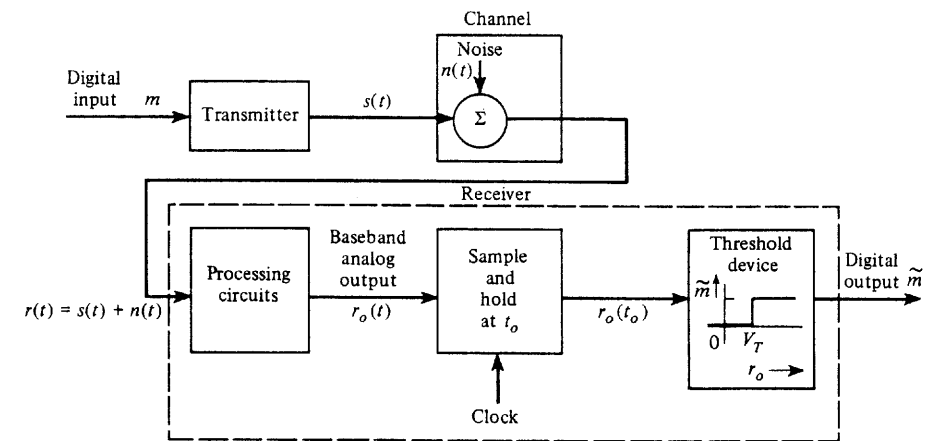 Channel
Noise
n(t)
Digital
input
m
Transmitter
s(t)
Σ
Receiver
Processing
circuits
Baseband
analog
output
r_o(t)
Sample
and
hold
at t_o
r_o(t_o)
Threshold
device
m̃
0
V_T
r_o
Digital
output
m̃
r(t) = s(t) + n(t)
Clock